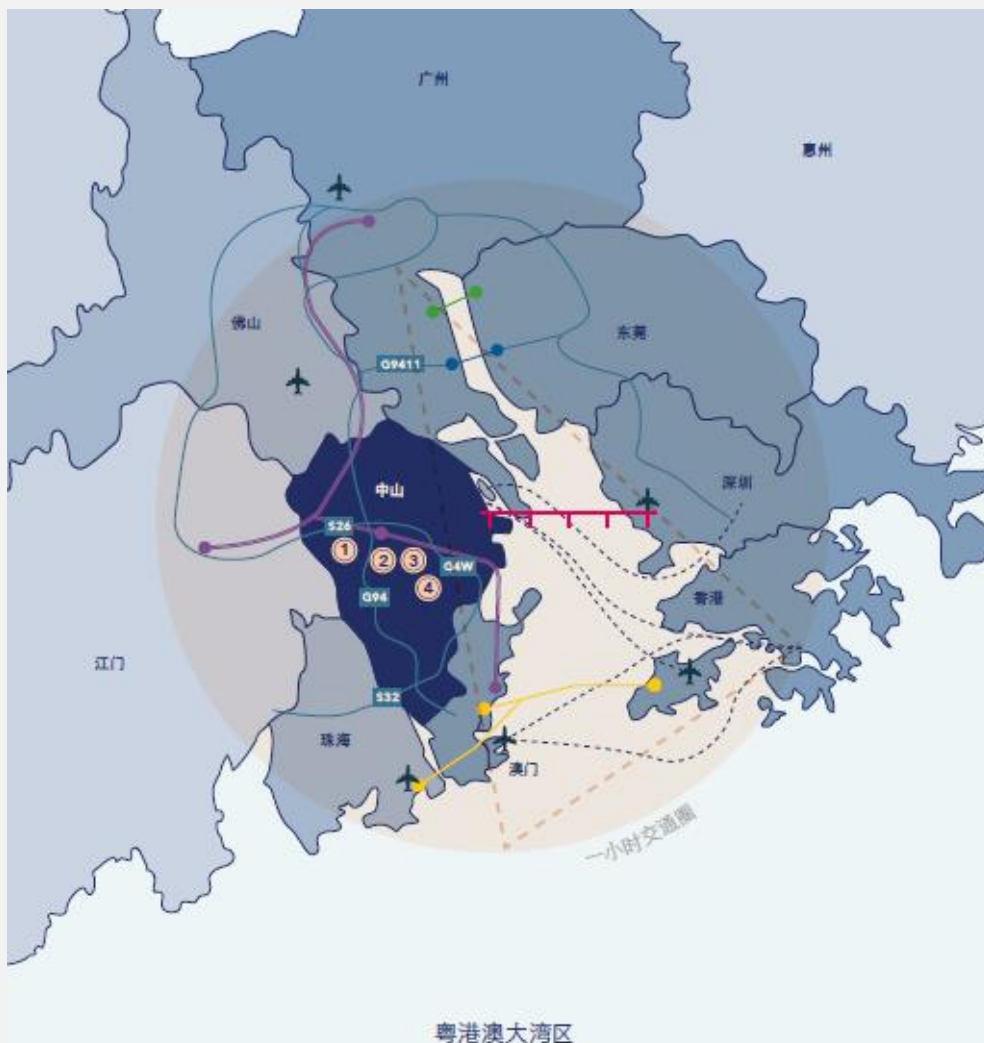 广州
惠州
佛山
东莞
G9411
中山
深圳
S26
1
2
3
G4W
4
G94
香港
江门
S32
珠海
澳门
一小时交通圈
粤港澳大湾区